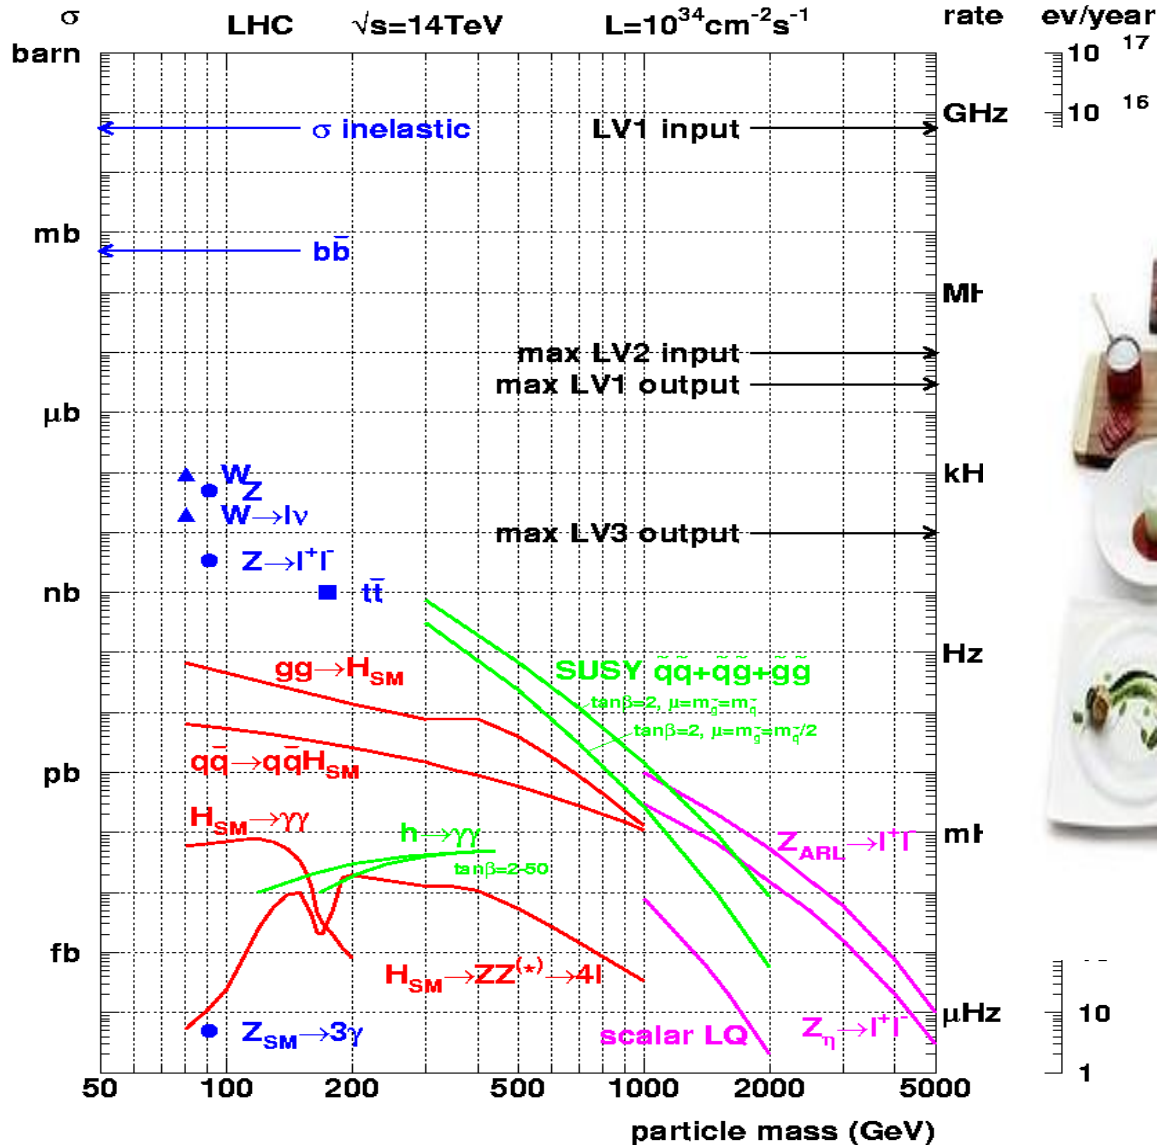 σ LHC √s=14TeV L=10³⁴cm⁻²s⁻¹ rate ev/year
barn 10 17
GHz 10 16
σ inelastic LV1 input
mb
bb̄
max LV2 input
max LV1 output
μb
W kH
Z
W→lν
max LV3 output
Z→l⁺l⁻
nb tt̄
Hz
gg→H_SM SUSY q̃q̃+q̃g̃+g̃g̃
tanβ=2, μ=m_g̃=m_q̃
tanβ=2, μ=m_g̃=m_q̃/2
qq̄→qq̄H_SM
pb
H_SM→γγ
h→γγ
Z_ARL→l⁺l⁻
tanβ=2-50
fb
H_SM→ZZ⁽*⁾→4l
μHz 10
Z_SM→3γ scalar LQ Z_η→l⁺l⁻
1
50 100 200 500 1000 2000 5000
particle mass (GeV)